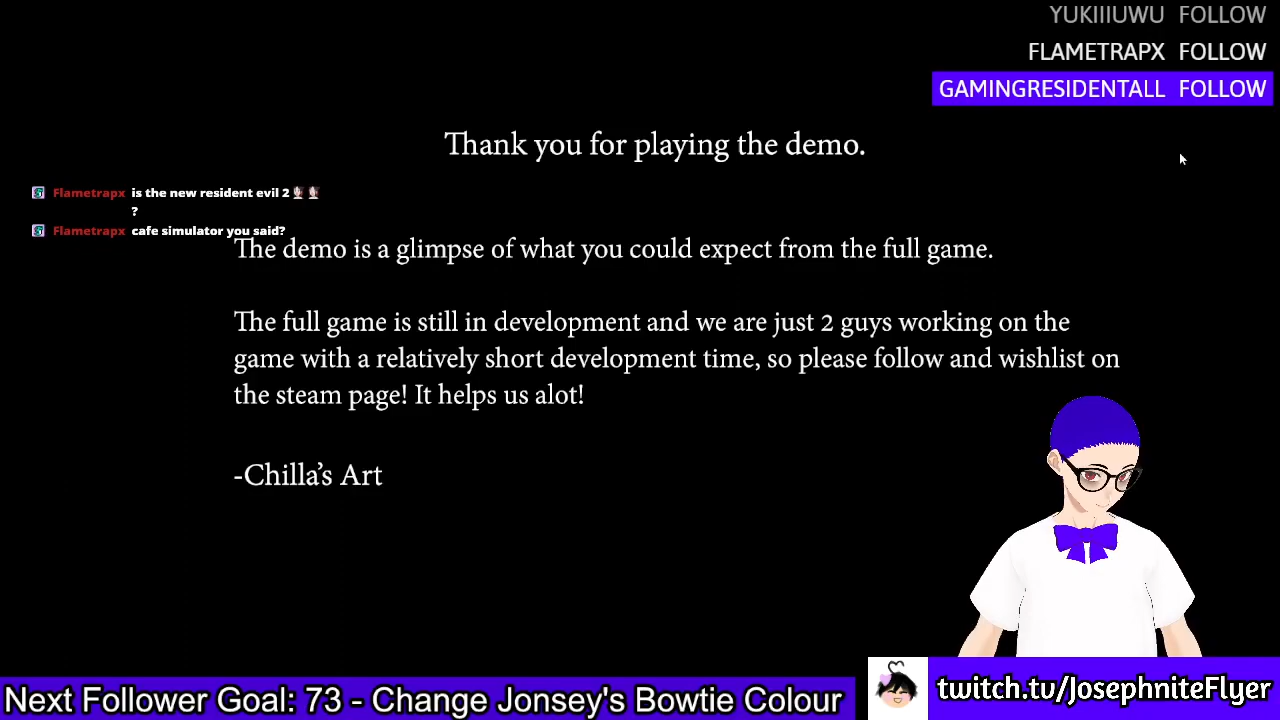 YUKIIIUWU FOLLOW
FLAMETRAPX FOLLOW
GAMINGRESIDENTALL FOLLOW
Thank you for playing the demo.
Flametrapx is the new resident evil 2
?
Flametrapx cafe simulator you said?
The demo is a glimpse of what you could expect from the full game.
The full game is still in development and we are just 2 guys working on the
game with a relatively short development time, so please follow and wishlist on
the steam page! It helps us alot!
-Chilla's Art
Next Follower Goal: 73 - Change Jonsey's Bowtie Colour
twitch.tv/JosephniteFlyer